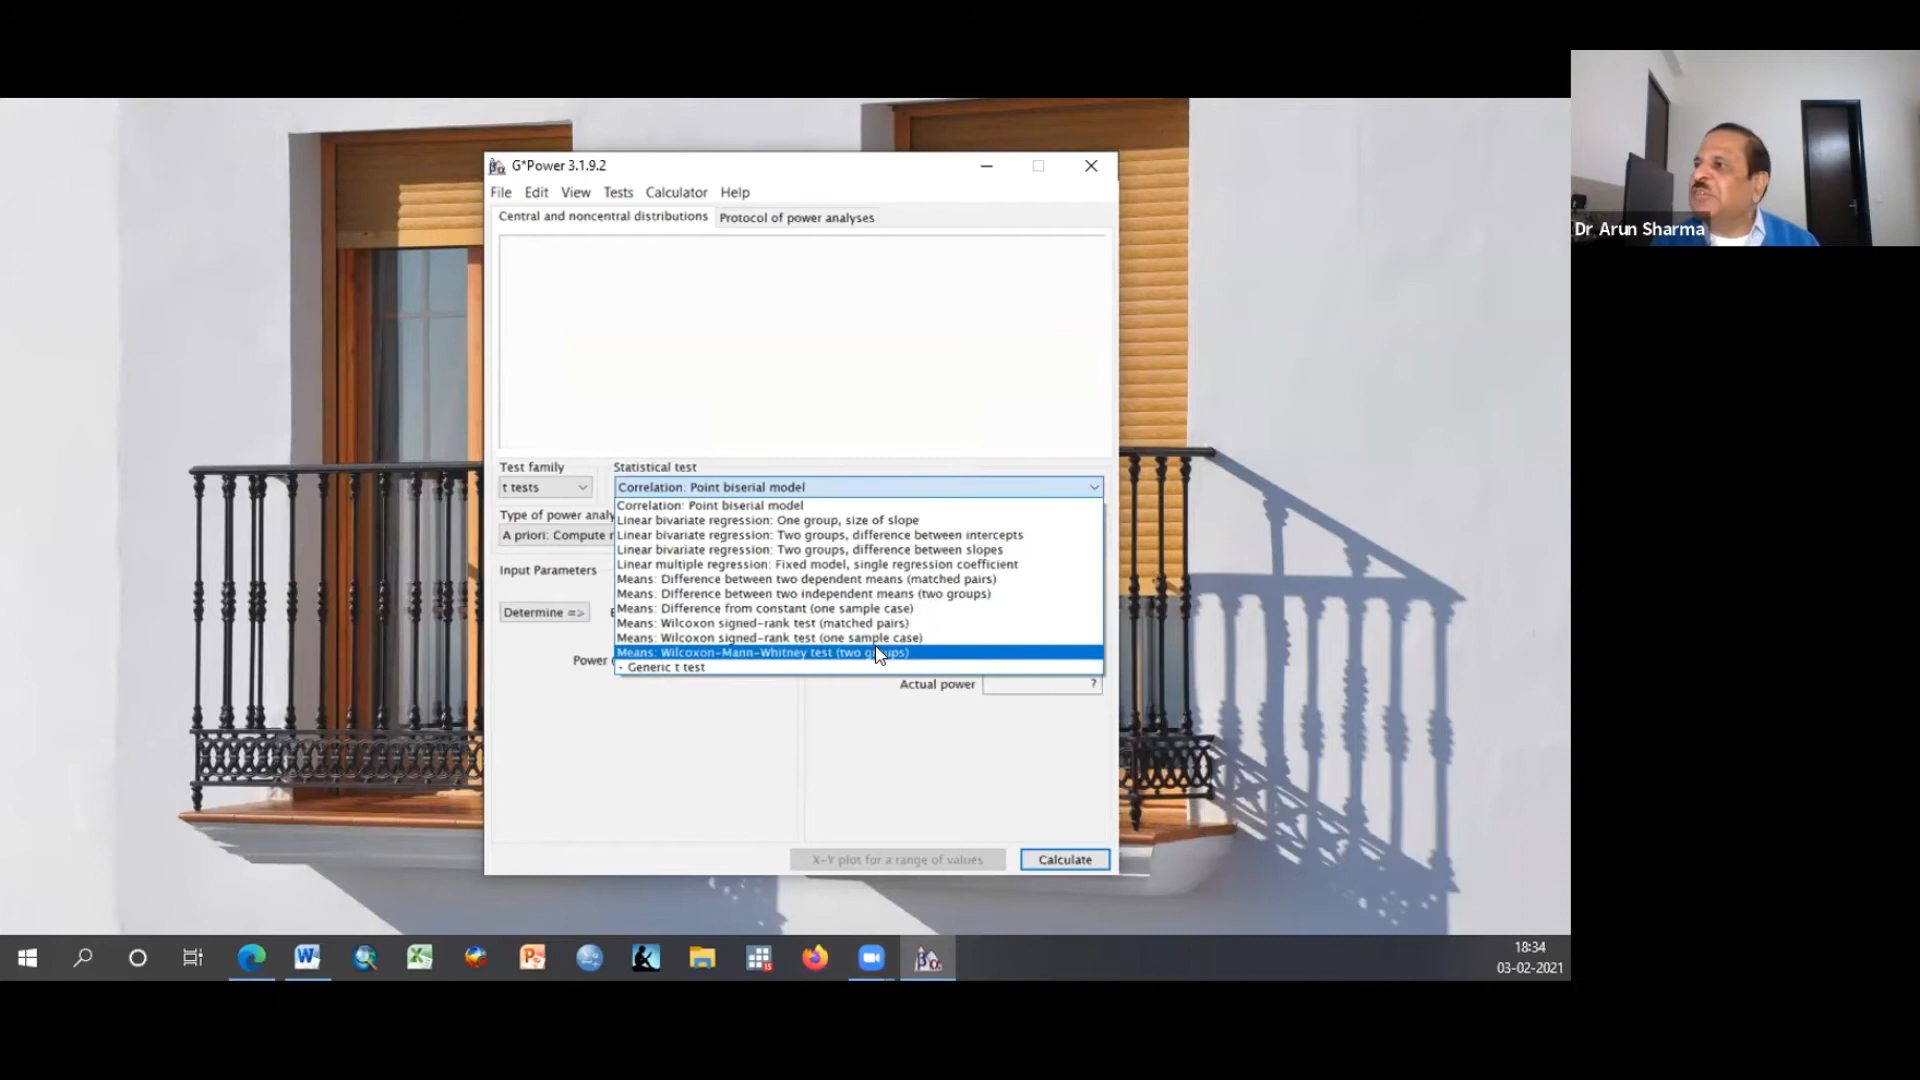 Dr Arun Sharma
G*Power 3.1.9.2
File Edit View Tests Calculator Help
Central and noncentral distributions Protocol of power analyses
Test family Statistical test
t tests Correlation: Point biserial model
Correlation: Point biserial model
Linear bivariate regression: One group, size of slope
Type of power analy
Linear bivariate regression: Two groups, difference between intercepts
A priori: Compute r
Linear bivariate regression: Two groups, difference between slopes
Linear multiple regression: Fixed model, single regression coefficient
Input Parameters
Means: Difference between two dependent means (matched pairs)
Means: Difference between two independent means (two groups)
Means: Difference from constant (one sample case)
Determine =>
Means: Wilcoxon signed-rank test (matched pairs)
Means: Wilcoxon signed-rank test (one sample case)
Means: Wilcoxon-Mann-Whitney test (two groups)
Power (
- Generic t test
Actual power ?
X-Y plot for a range of values Calculate
18:34
03-02-2021